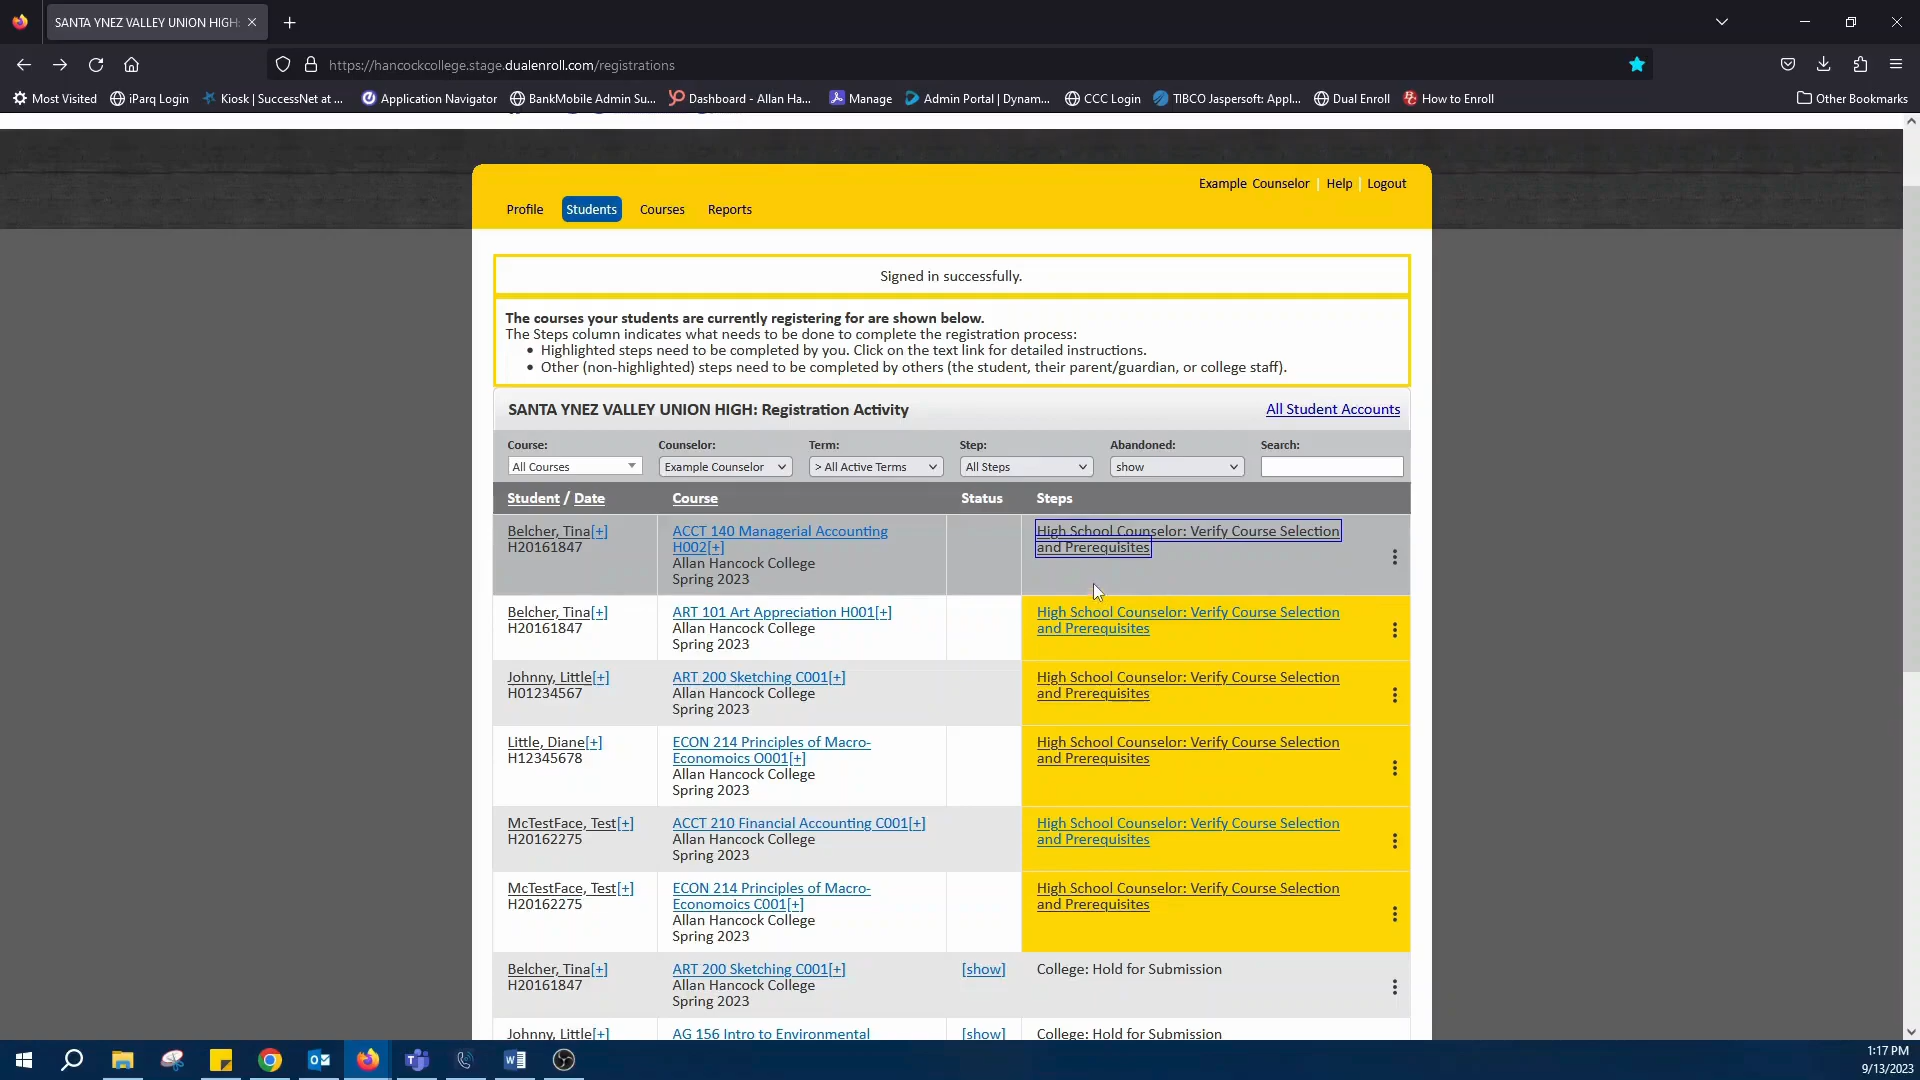 SANTA YNEZ VALLEY UNION HIGH:
https://hancockcollege.stage.dualenroll.com/registrations
Most Visited
iParq Login
Kiosk | SuccessNet at ...
Application Navigator
BankMobile Admin Su...
Dashboard - Allan Ha...
Manage
Admin Portal | Dynam...
CCC Login
TIBCO Jaspersoft: Appl...
Dual Enroll
How to Enroll
Other Bookmarks
Example Counselor | Help | Logout
Profile
Students
Courses
Reports
Signed in successfully.
The courses your students are currently registering for are shown below.
The Steps column indicates what needs to be done to complete the registration process:
• Highlighted steps need to be completed by you. Click on the text link for detailed instructions.
• Other (non-highlighted) steps need to be completed by others (the student, their parent/guardian, or college staff).
SANTA YNEZ VALLEY UNION HIGH: Registration Activity
All Student Accounts
Course:
Counselor:
Term:
Step:
Abandoned:
Search:
All Courses
Example Counselor
> All Active Terms
All Steps
show
Student / Date
Course
Status
Steps
Belcher, Tina[+]
H20161847
ACCT 140 Managerial Accounting
H002[+]
Allan Hancock College
Spring 2023
High School Counselor: Verify Course Selection
and Prerequisites
Belcher, Tina[+]
H20161847
ART 101 Art Appreciation H001[+]
Allan Hancock College
Spring 2023
High School Counselor: Verify Course Selection
and Prerequisites
Johnny, Little[+]
H01234567
ART 200 Sketching C001[+]
Allan Hancock College
Spring 2023
High School Counselor: Verify Course Selection
and Prerequisites
Little, Diane[+]
H12345678
ECON 214 Principles of Macro-
Economoics O001[+]
Allan Hancock College
Spring 2023
High School Counselor: Verify Course Selection
and Prerequisites
McTestFace, Test[+]
H20162275
ACCT 210 Financial Accounting C001[+]
Allan Hancock College
Spring 2023
High School Counselor: Verify Course Selection
and Prerequisites
McTestFace, Test[+]
H20162275
ECON 214 Principles of Macro-
Economoics C001[+]
Allan Hancock College
Spring 2023
High School Counselor: Verify Course Selection
and Prerequisites
Belcher, Tina[+]
H20161847
ART 200 Sketching C001[+]
Allan Hancock College
Spring 2023
[show]
College: Hold for Submission
Johnny, Little[+]
AG 156 Intro to Environmental
[show]
College: Hold for Submission
1:17 PM
9/13/2023